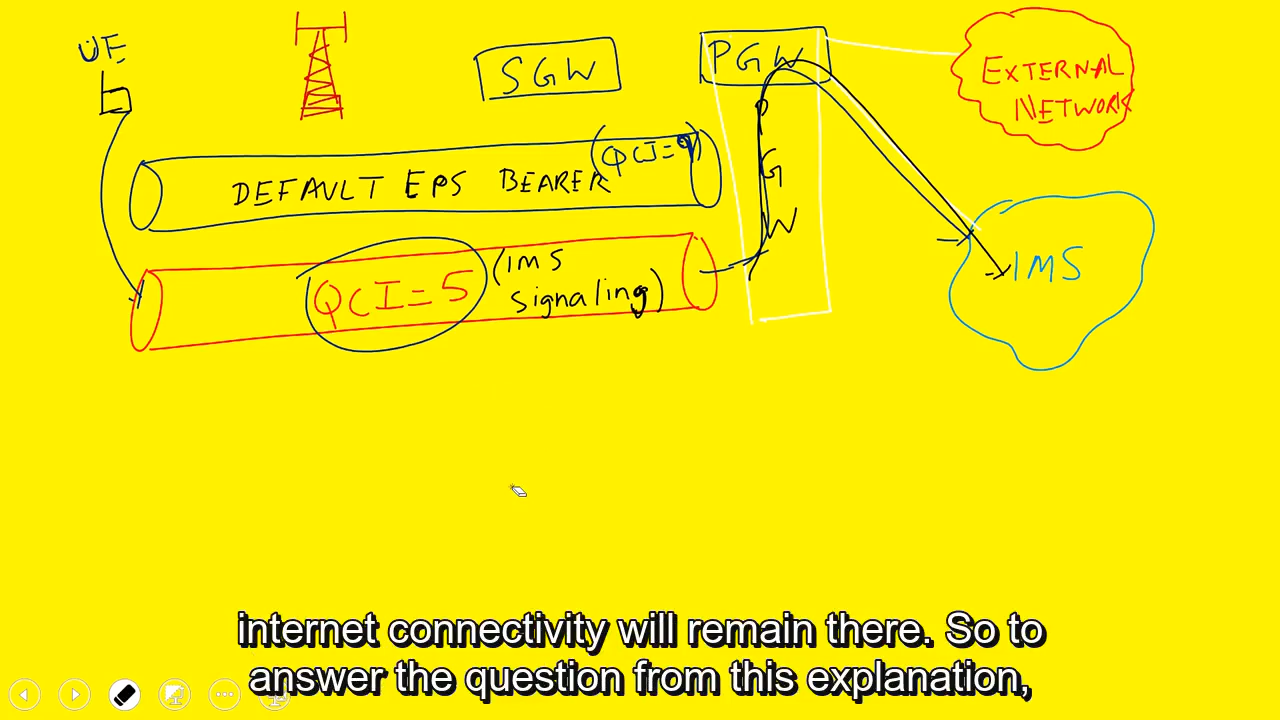 UE
SGW
PGW
EXTERNAL
NETWORK
DEFAULT EPS BEARER (QCI=9)
PGW
QCI=5
(IMS
signaling)
IMS
internet connectivity will remain there. So to
answer the question from this explanation,